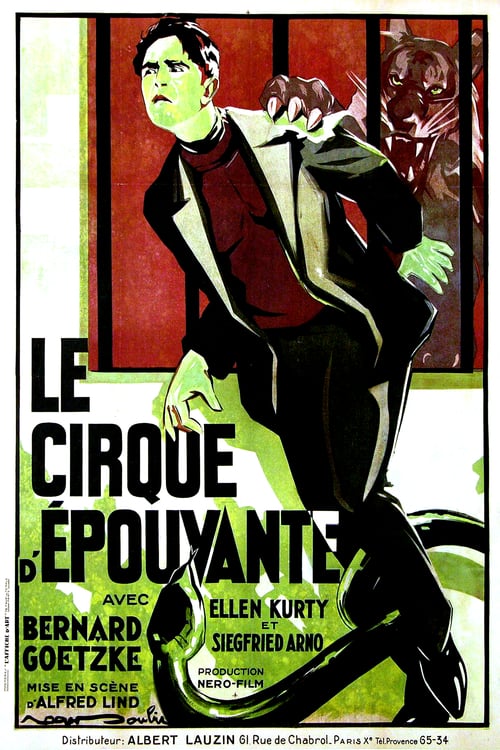 LE
CIRQUE
D'ÉPOUVANTE
AVEC
BERNARD
GOETZKE
ELLEN KURTY
ET
SIEGFRIED ARNO
MISE EN SCÈNE
D'ALFRED LIND
PRODUCTION
NERO-FILM
Distributeur: ALBERT LAUZIN 61 Rue de Chabrol. PARIS Xe Tél. Provence 65-34